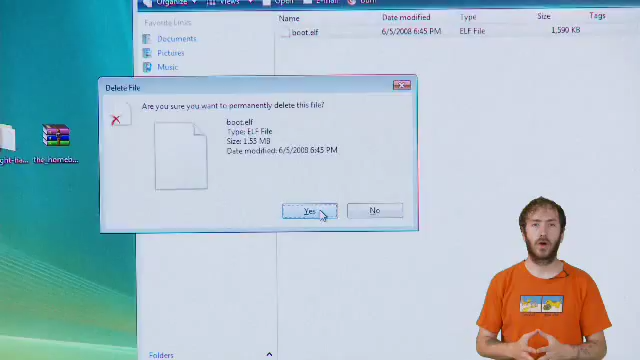 Organize Views Open E-mail Burn
Favorite Links
Documents
Pictures
Music
Name Date modified Type Size Tags
boot.elf 6/5/2008 6:45 PM ELF File 1,590 KB
Delete File
Are you sure you want to permanently delete this file?
boot.elf
Type: ELF File
Size: 1.55 MB
Date modified: 6/5/2008 6:45 PM
Yes No
the_homeb
Folders